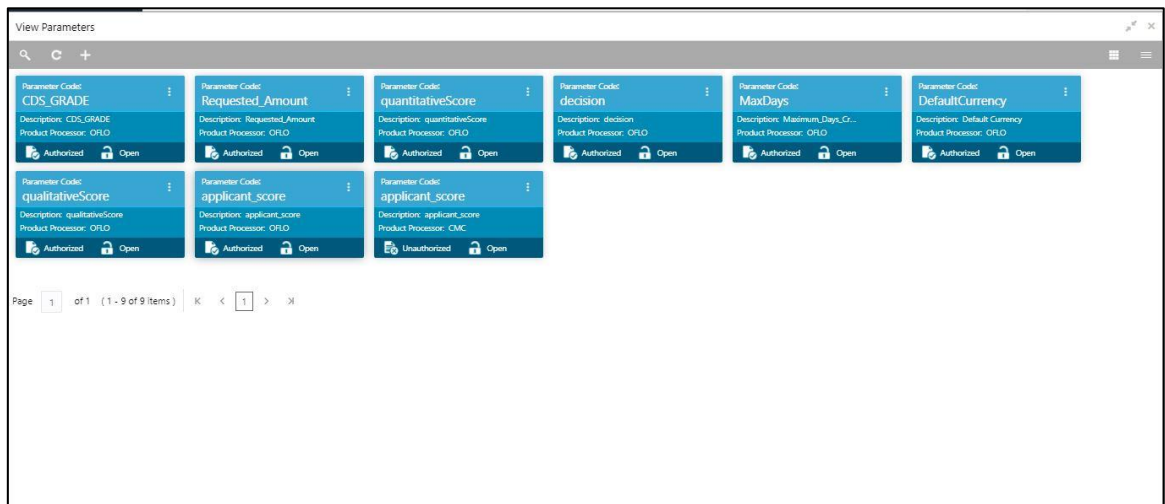 View Parameters
Parameter Code:
CDS_GRADE
Description: CDS_GRADE
Product Processor: OFLO
Authorized Open
Parameter Code:
Requested_Amount
Description: Requested_Amount
Product Processor: OFLO
Authorized Open
Parameter Code:
quantitativeScore
Description: quantitativeScore
Product Processor: OFLO
Authorized Open
Parameter Code:
decision
Description: decision
Product Processor: OFLO
Authorized Open
Parameter Code:
MaxDays
Description: Maximum_Days_Cr...
Product Processor: OFLO
Authorized Open
Parameter Code:
DefaultCurrency
Description: Default Currency
Product Processor: OFLO
Authorized Open
Parameter Code:
qualitativeScore
Description: qualitativeScore
Product Processor: OFLO
Authorized Open
Parameter Code:
applicant_score
Description: applicant_score
Product Processor: OFLO
Authorized Open
Parameter Code:
applicant_score
Description: applicant_score
Product Processor: CMC
Unauthorized Open
Page 1 of 1 (1 - 9 of 9 items) 1